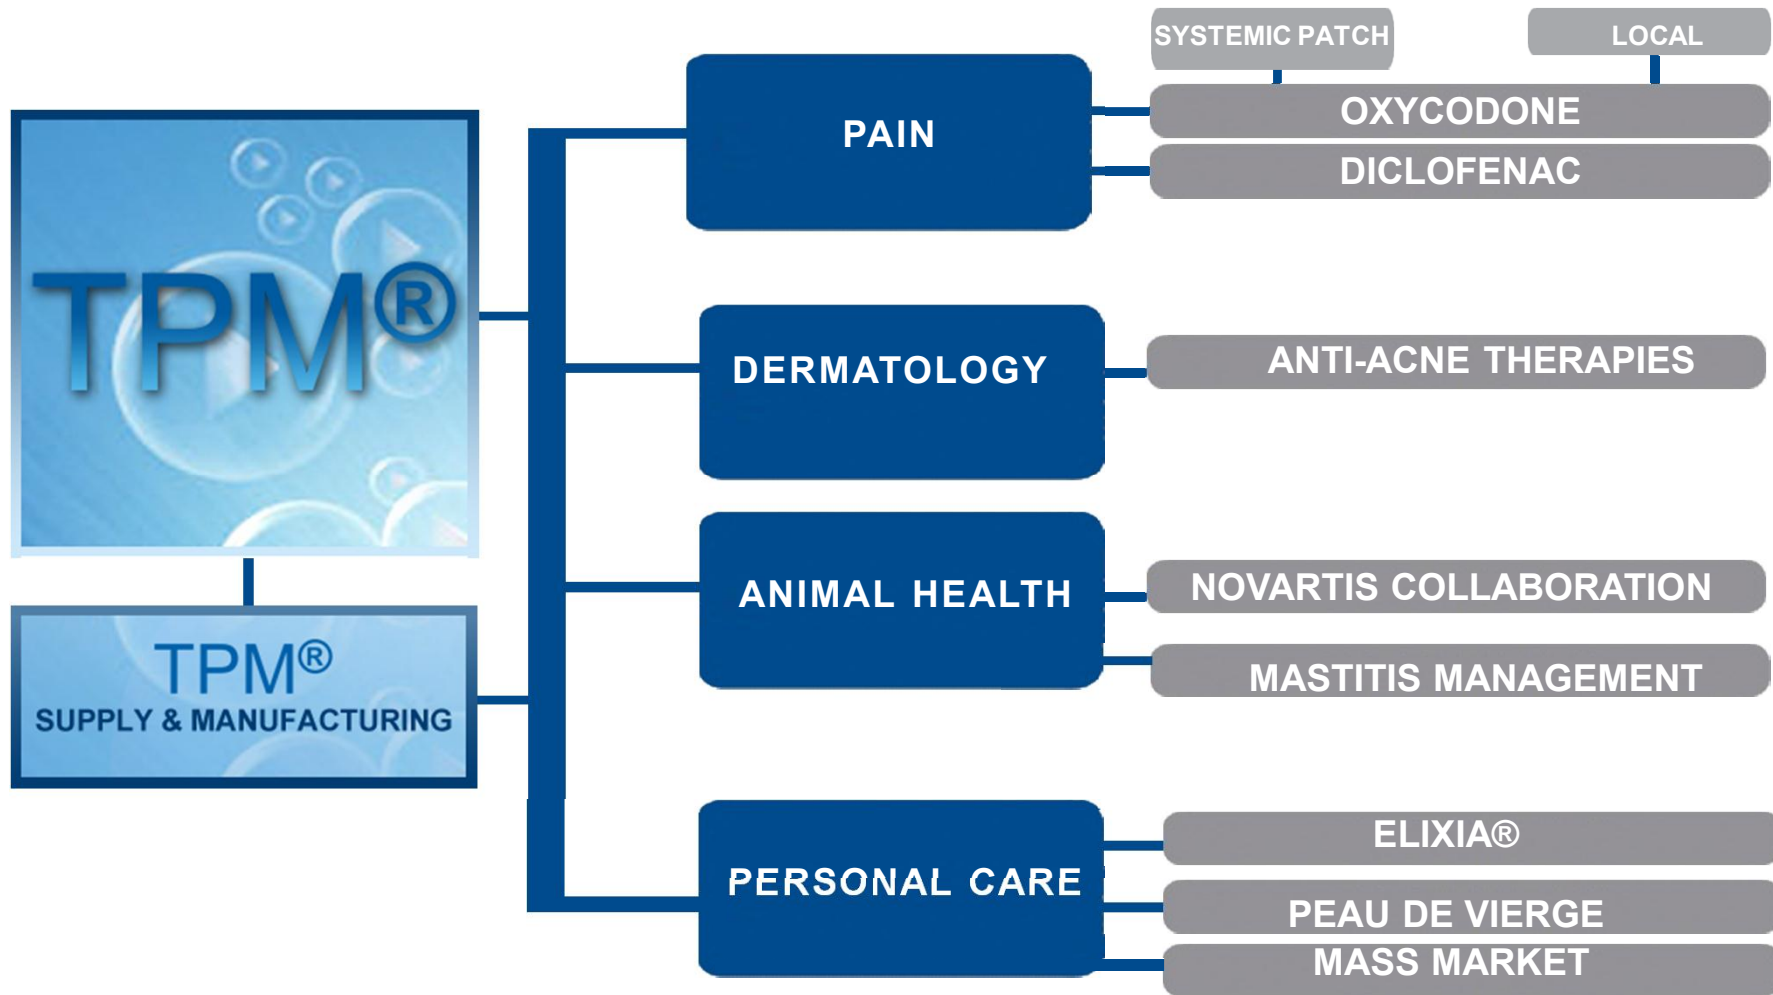 SYSTEMIC PATCH
LOCAL
TPM®
TPM®
SUPPLY & MANUFACTURING
PAIN
OXYCODONE
DICLOFENAC
DERMATOLOGY
ANTI-ACNE THERAPIES
ANIMAL HEALTH
NOVARTIS COLLABORATION
MASTITIS MANAGEMENT
PERSONAL CARE
ELIXIA®
PEAU DE VIERGE
MASS MARKET